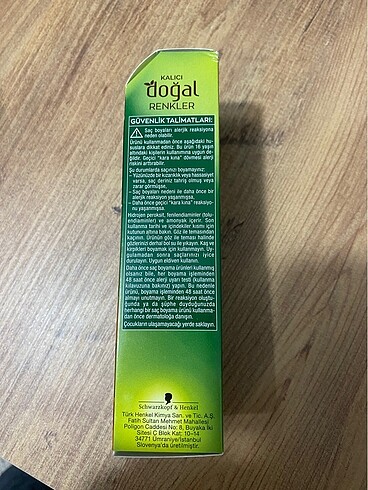 KALICI
doğal
RENKLER
GÜVENLİK TALİMATLARI:
Saç boyaları alerjik reaksiyona
neden olabilir.
Ürünü kullanmadan önce aşağıdaki hu-
suslara dikkat ediniz. Bu ürün 16 yaşın
altındaki kişilerin kullanımına uygun de-
ğildir. Geçici "kara kına" dövmesi alerji
riskini arttırabilir.
Şu durumlarda saçınızı boyamayınız:
– Yüzünüzde bir kızarıklık veya hassasiyet
varsa, saç deriniz tahriş olmuş veya
zarar görmüşse,
– Saç boyaları nedeni ile daha önce bir
alerjik reaksiyon yaşanmışsa,
– Daha önce geçici "kara kına" reaksiyo-
nu yaşanmışsa.
Hidrojen peroksit, fenilendiaminler (tolu-
lendiaminler) ve amonyak içerir. Son
kullanma tarihi ve içindekiler kısmı için
kutunun altına bakın. Göz ile temasından
kaçının. Ürünün göz ile teması halinde
gözlerinizi derhal bol su ile yıkayın. Kaş ve
kirpikleri boyamak için kullanmayın. Uy-
gulamadan sonra saçlarınızı iyice
durulayın. Uygun eldiven kullanın.
Daha önce saç boyama ürünleri kullanmış
olsanız bile, her boyama işleminden
48 saat önce alerji uyarı testi (kullanma
kılavuzuna bakınız) yapın. Bu nedenle
ürünü, boyama işleminden 48 saat önce
almayı unutmayın. Bir reaksiyon oluştu-
ğunda ya da şüphe duyduğunuzda
herhangi bir saç boyama ürünü kullanma-
dan önce dermatoloğa danışın.
Çocukların ulaşamayacağı yerde saklayın.
Schwarzkopf & Henkel
Türk Henkel Kimya San. ve Tic. A.Ş.
Fatih Sultan Mehmet Mahallesi
Poligon Caddesi No: 8, Buyaka İki
Sitesi C Blok Kat: 10–14
34771 Ümraniye/İstanbul
Slovenya'da üretilmiştir.